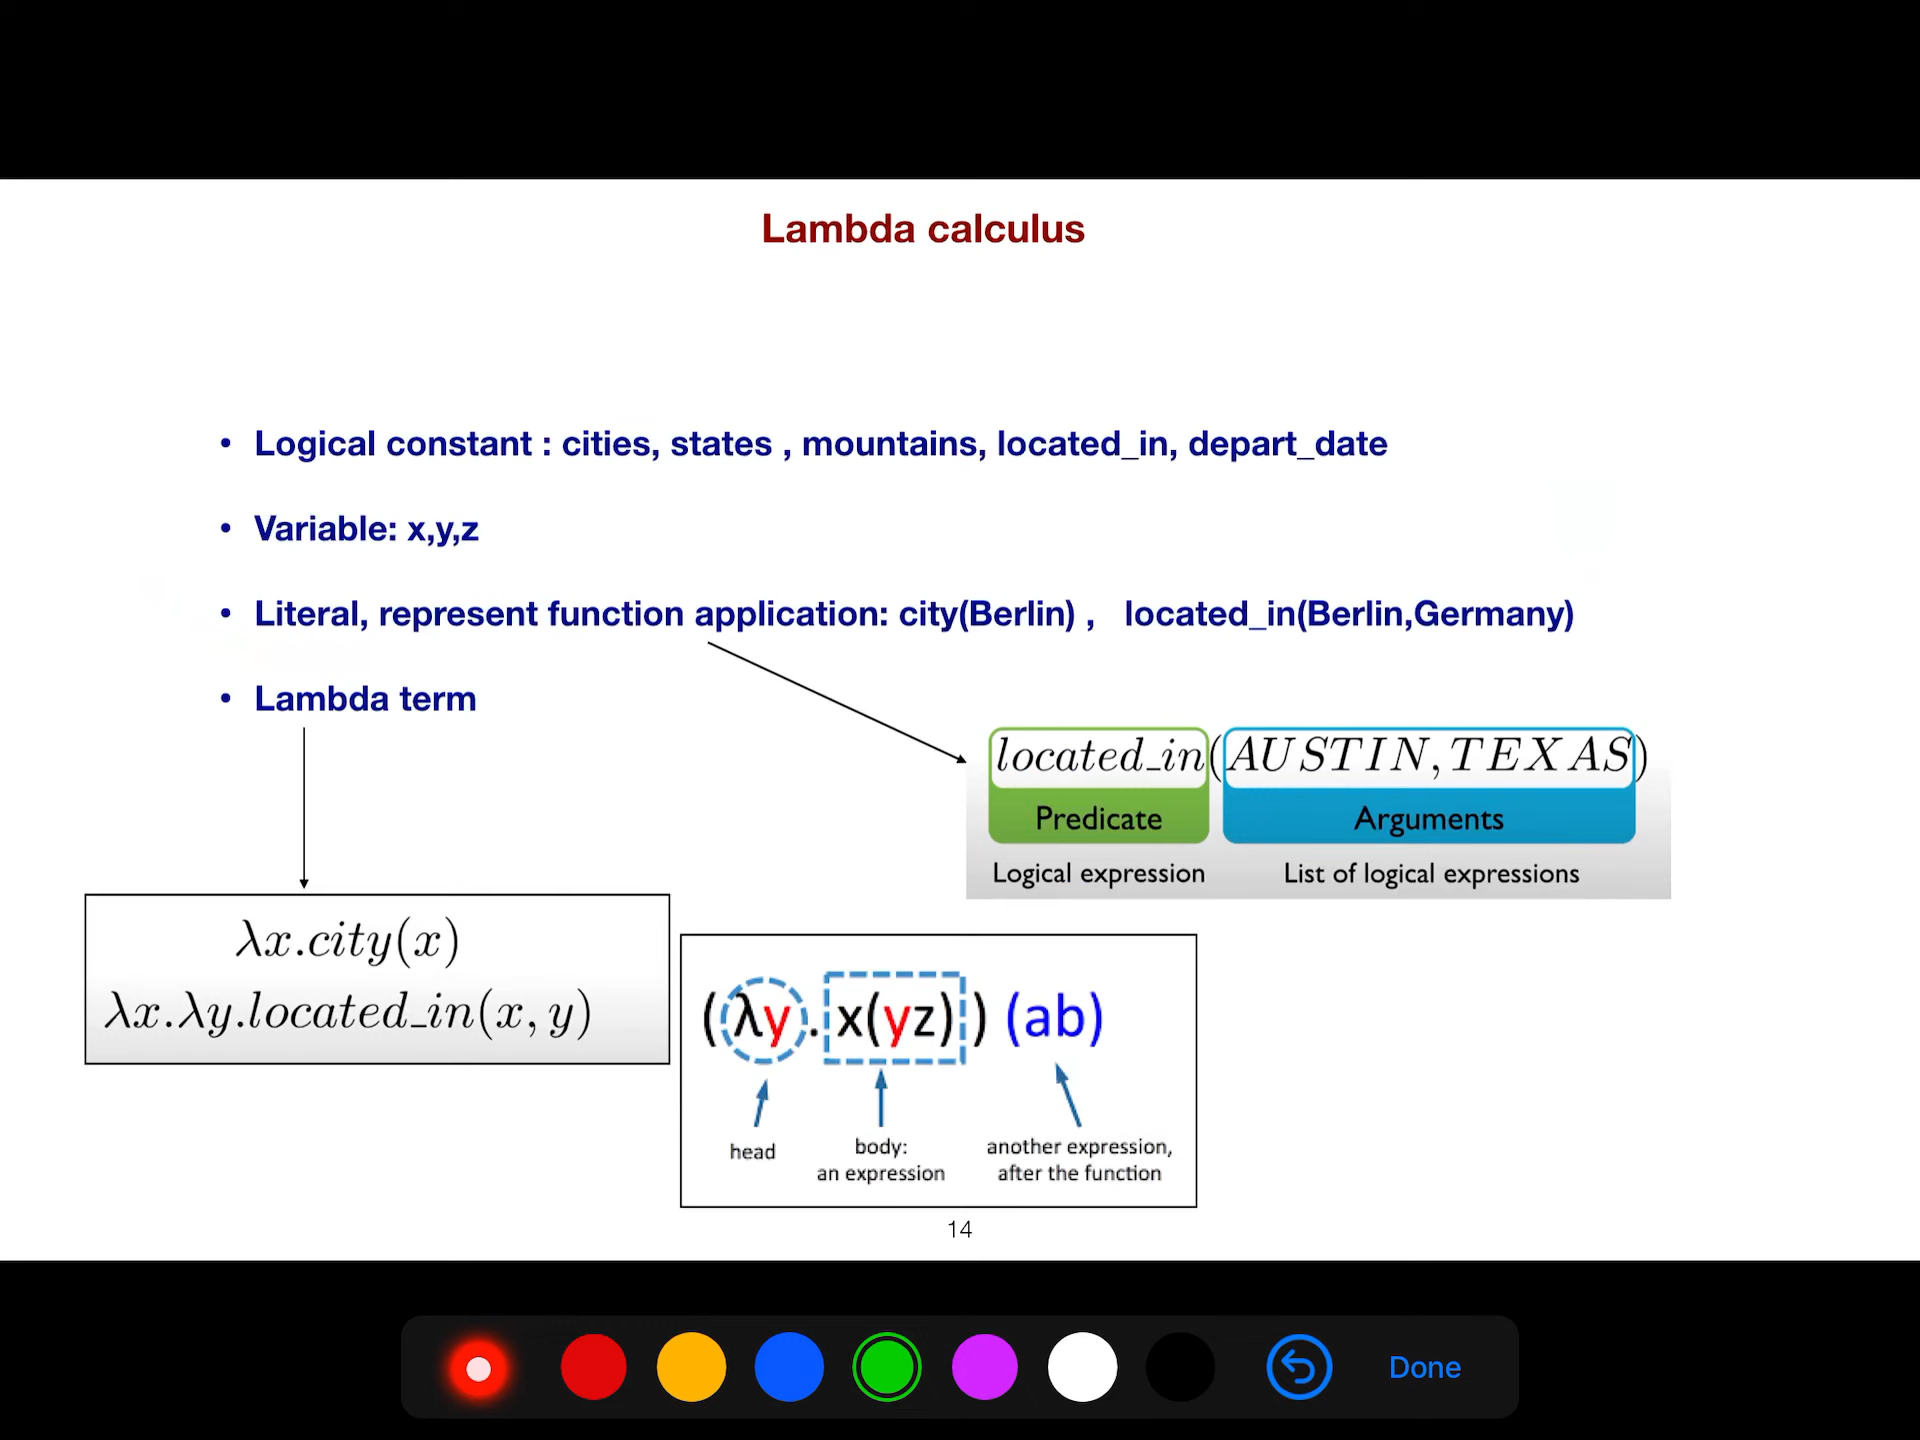 Lambda calculus
• Logical constant : cities, states , mountains, located_in, depart_date
• Variable: x,y,z
• Literal, represent function application: city(Berlin) , located_in(Berlin,Germany)
• Lambda term
located_in(AUSTIN,TEXAS)
Predicate Arguments
Logical expression List of logical expressions
λx.city(x)
λx.λy.located_in(x, y)
(λy.x(yz)) (ab)
head
body:
an expression
another expression,
after the function
14
Done